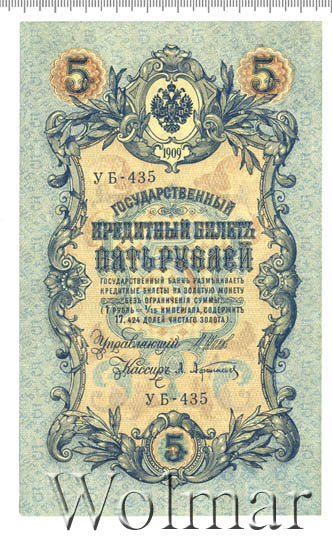 5 5
1909
УБ-435
ГОСУДАРСТВЕННЫЙ
КРЕДИТНЫЙ БИЛЕТЪ
ПЯТЬ РУБЛЕЙ
ГОСУДАРСТВЕННЫЙ БАНКЪ РАЗМѢНИВАЕТЪ
КРЕДИТНЫЕ БИЛЕТЫ НА ЗОЛОТУЮ МОНЕТУ
БЕЗЪ ОГРАНИЧЕНІЯ СУММЫ
(1 РУБЛЬ = 1/15 ИМПЕРІАЛА, СОДЕРЖИТЪ
17,424 ДОЛЕЙ ЧИСТАГО ЗОЛОТА).
Управляющій
Кассиръ
УБ-435
5
Wolmar